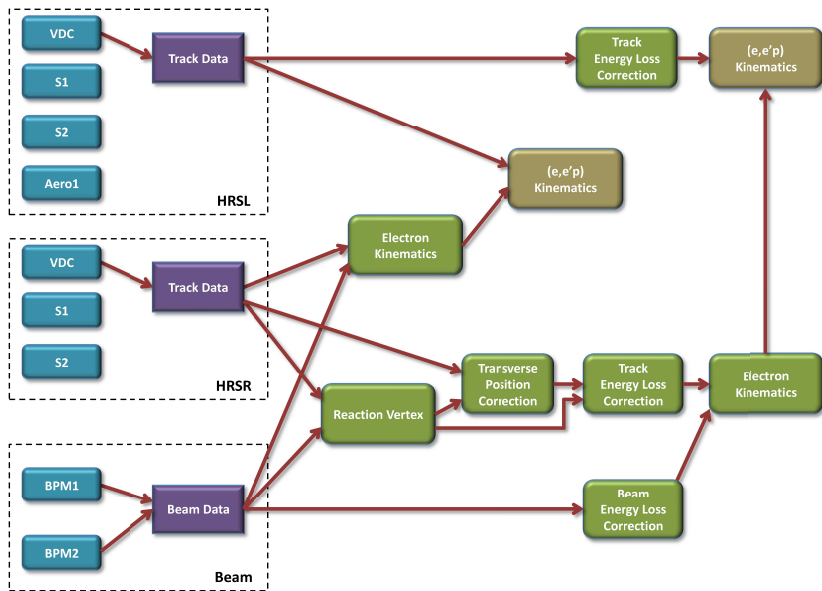 VDC
S1
S2
Aero1
Track Data
HRSL
Track
Energy Loss
Correction
(e,e'p)
Kinematics
(e,e'p)
Kinematics
Electron
Kinematics
VDC
S1
S2
Track Data
HRSR
Reaction Vertex
Transverse
Position
Correction
Track
Energy Loss
Correction
Electron
Kinematics
BPM1
BPM2
Beam Data
Beam
Beam
Energy Loss
Correction